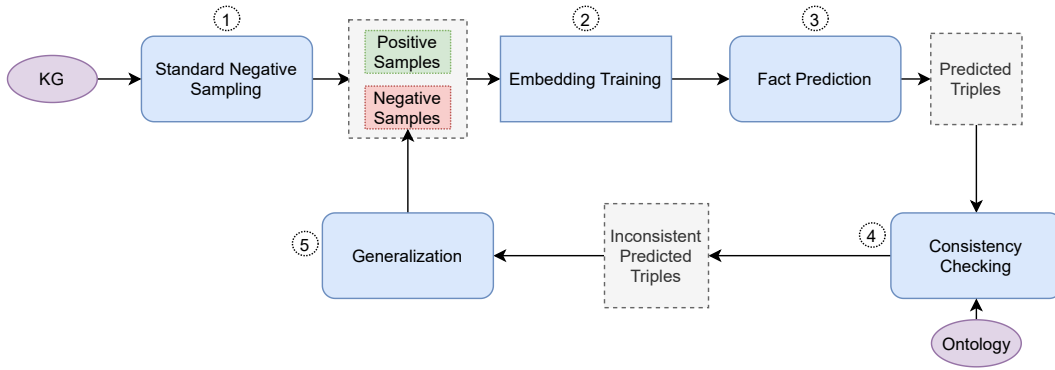 1
2
3
KG
Standard Negative
Sampling
Positive
Samples
Negative
Samples
Embedding Training
Fact Prediction
Predicted
Triples
5
Generalization
Inconsistent
Predicted
Triples
4
Consistency
Checking
Ontology